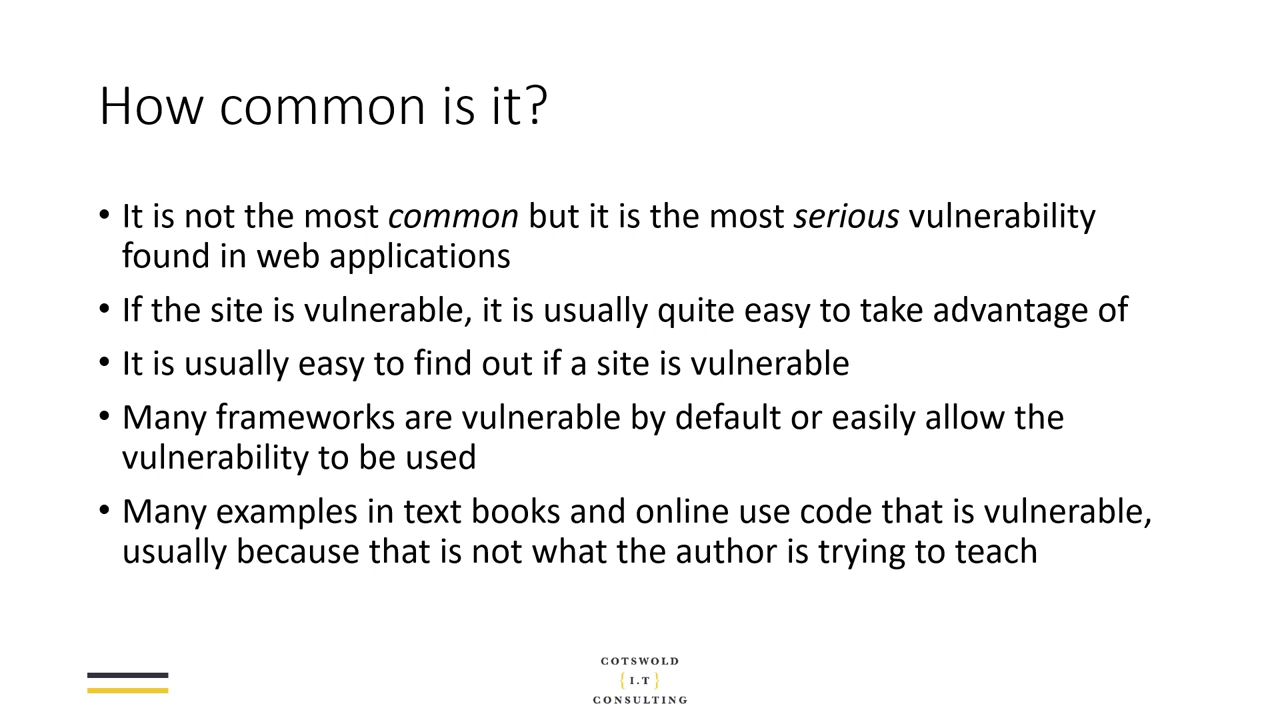 How common is it?
• It is not the most common but it is the most serious vulnerability
found in web applications
• If the site is vulnerable, it is usually quite easy to take advantage of
• It is usually easy to find out if a site is vulnerable
• Many frameworks are vulnerable by default or easily allow the
vulnerability to be used
• Many examples in text books and online use code that is vulnerable,
usually because that is not what the author is trying to teach
COTSWOLD
{ I.T }
CONSULTING